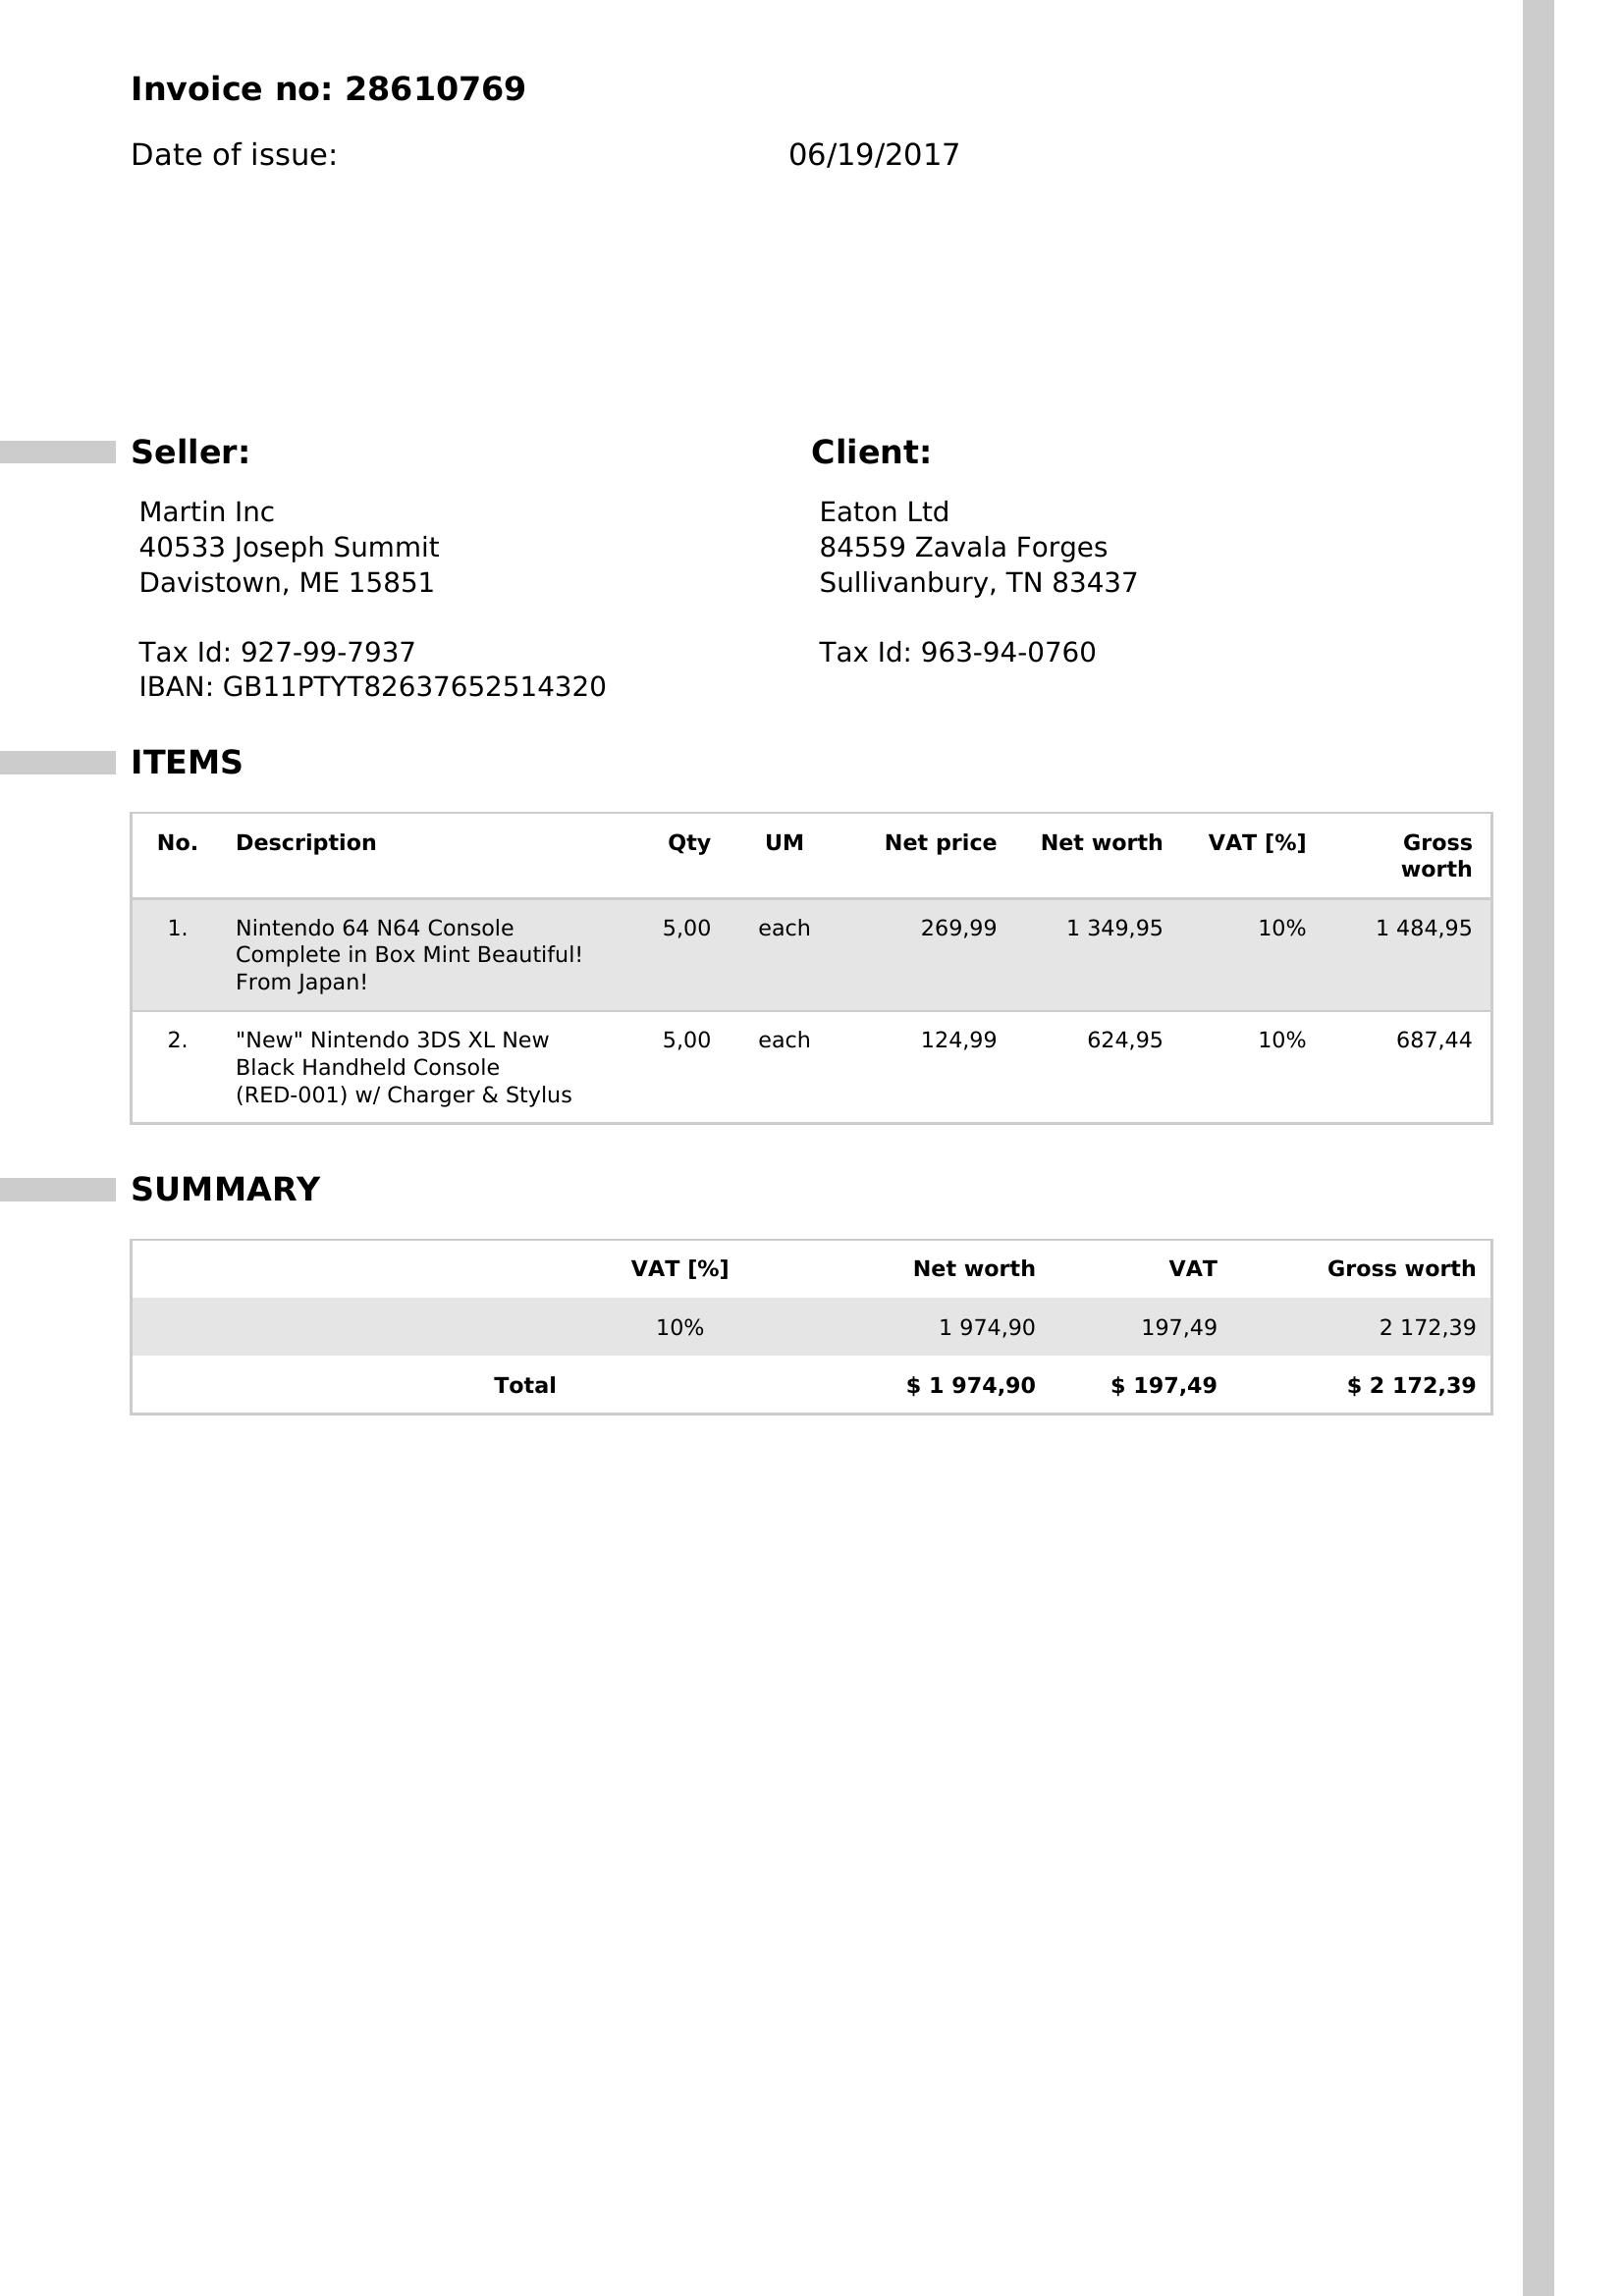 Invoice no: 28610769
Date of issue: 06/19/2017
Seller:
Martin Inc
40533 Joseph Summit
Davistown, ME 15851
Tax Id: 927-99-7937
IBAN: GB11PTYT82637652514320
Client:
Eaton Ltd
84559 Zavala Forges
Sullivanbury, TN 83437
Tax Id: 963-94-0760
ITEMS
No. Description Qty UM Net price Net worth VAT [%] Gross
worth
1. Nintendo 64 N64 Console 5,00 each 269,99 1 349,95 10% 1 484,95
Complete in Box Mint Beautiful!
From Japan!
2. "New" Nintendo 3DS XL New 5,00 each 124,99 624,95 10% 687,44
Black Handheld Console
(RED-001) w/ Charger & Stylus
SUMMARY
VAT [%] Net worth VAT Gross worth
10% 1 974,90 197,49 2 172,39
Total $ 1 974,90 $ 197,49 $ 2 172,39